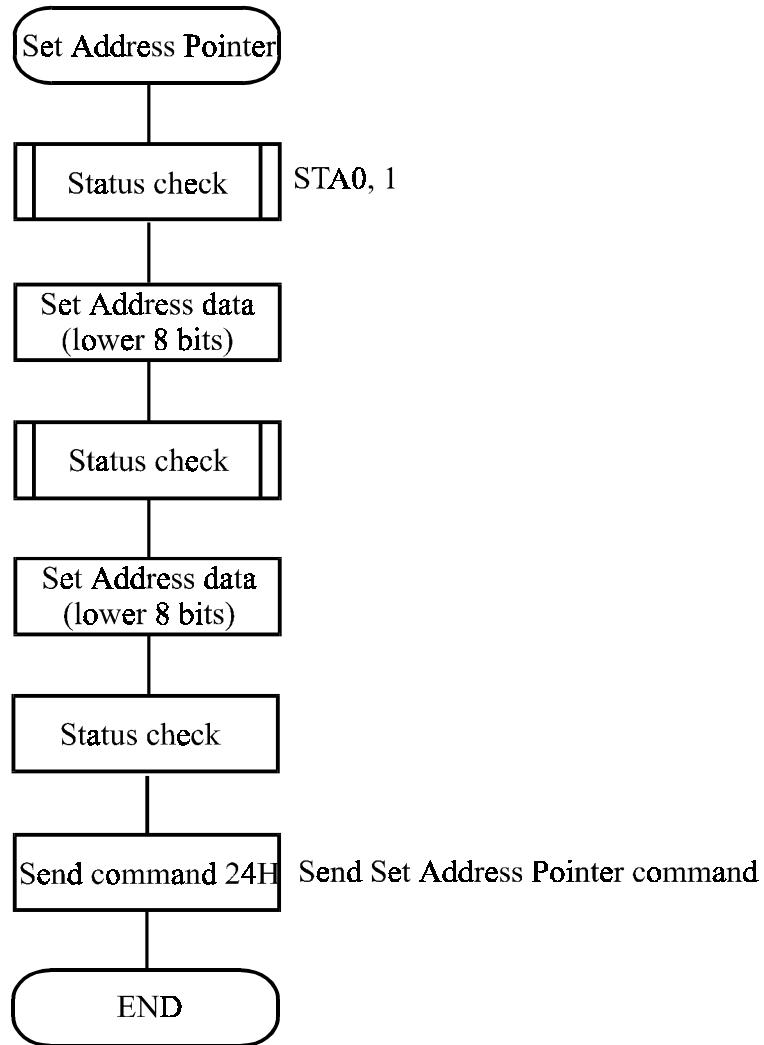 Set Address Pointer
Status check
STA0, 1
Set Address data
(lower 8 bits)
Status check
Set Address data
(lower 8 bits)
Status check
Send command 24H
Send Set Address Pointer command
END